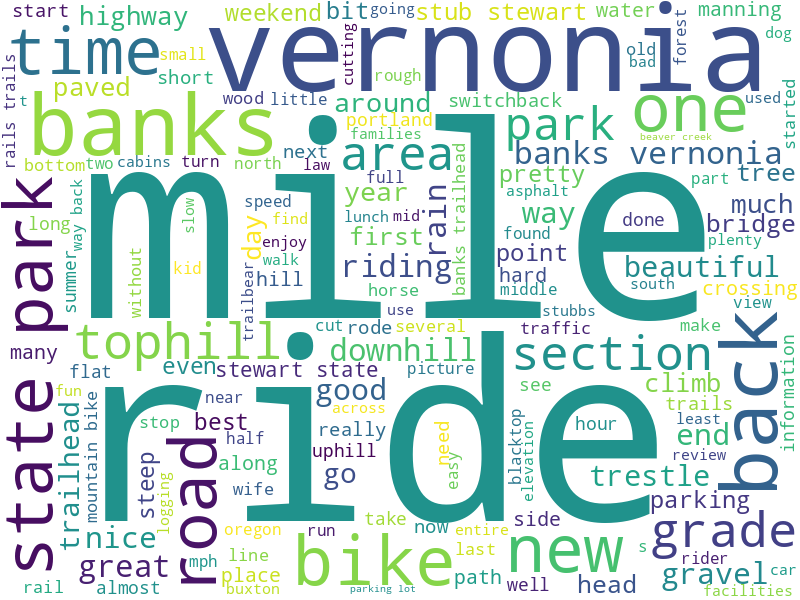 start
highway
weekend
bit
stub stewart
water
manning
time
vernonia
cutting
going
old
bad
forest
dog
small
short
rough
rails trails
paved
t
wood
little
around
switchback
one
used
started
banks
portland
families
park
beaver creek
bottom
two
cabins
turn
north
next
law
area
banks vernonia
tree
full
year
pretty
asphalt
part
mile
long
summer
way back
slow
speed
find
enjoy
walk
day
lunch
mid
first
rain
banks trailhead
way
found
done
much
bridge
plenty
park
without
kid
trailbear
hill
riding
horse
use
point
hard
middle
south
beautiful
crossing
view
stubbs
many
tophill
cut
rode
several
traffic
make
state
flat
even
stewart state
downhill
picture
section
see
climb
trails
back
information
fun
mountain bike
near
best
good
across
least
trailhead
stop
half
really
need
easy
ride
hour
end
review
road
steep
logging
along
uphill
go
blacktop
elevation
trestle
wife
parking
nice
oregon
run
take
now
entire
side
s
grade
great
mph
line
last
bike
new
rider
rail
almost
place
buxton
parking lot
path
well
head
gravel
car
facilities